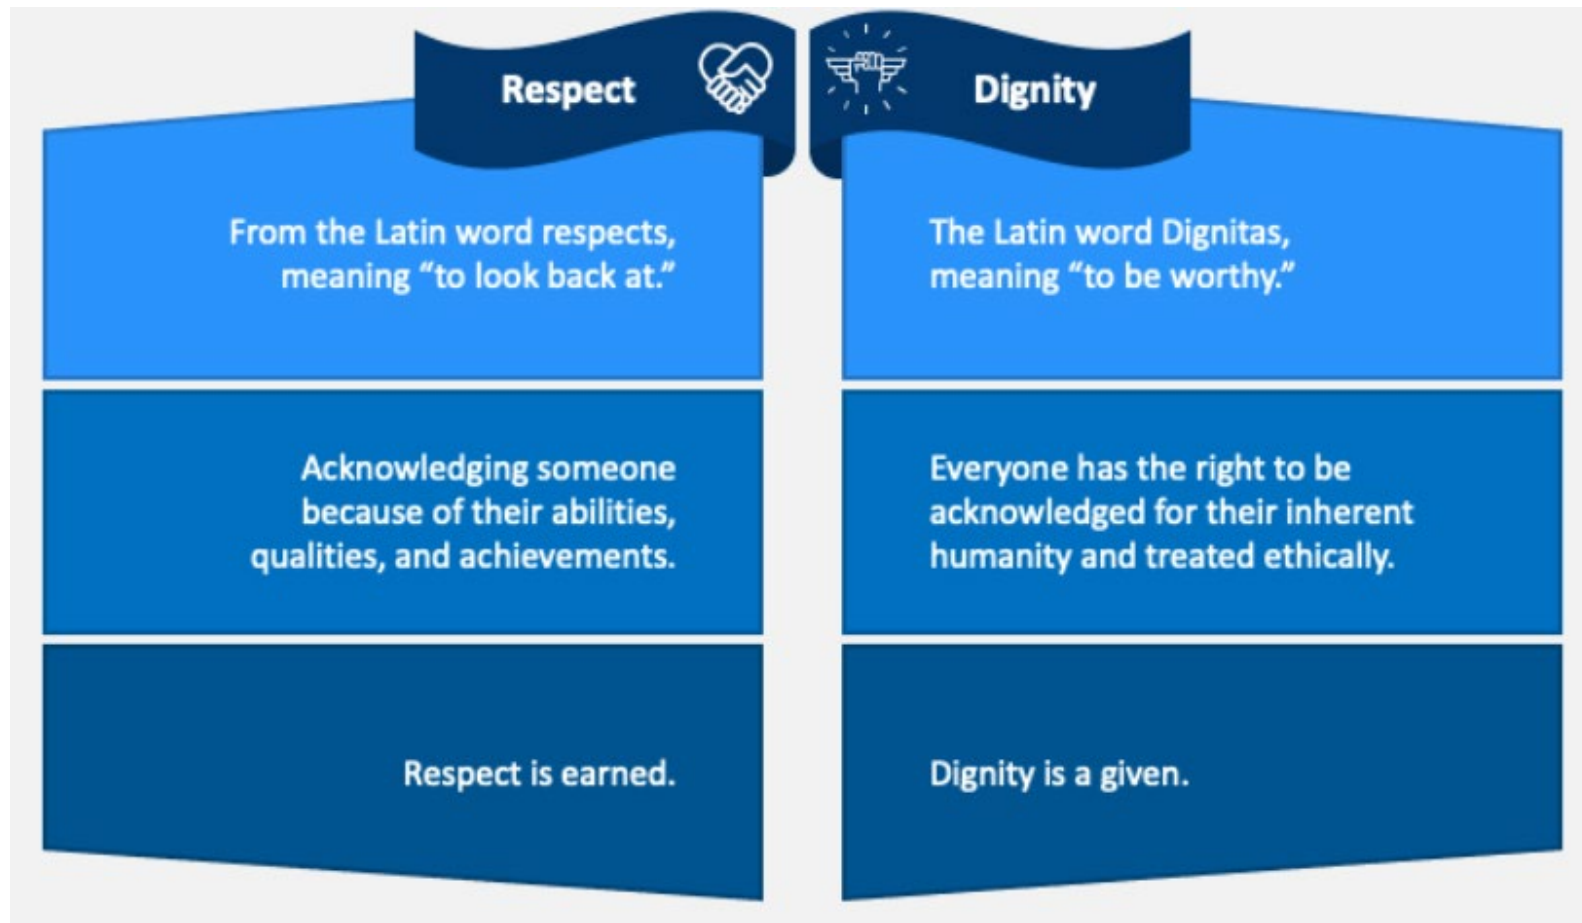 Respect
From the Latin word respects,
meaning “to look back at.”
Acknowledging someone
because of their abilities,
qualities, and achievements.
Respect is earned.
Dignity
The Latin word Dignitas,
meaning “to be worthy.”
Everyone has the right to be
acknowledged for their inherent
humanity and treated ethically.
Dignity is a given.